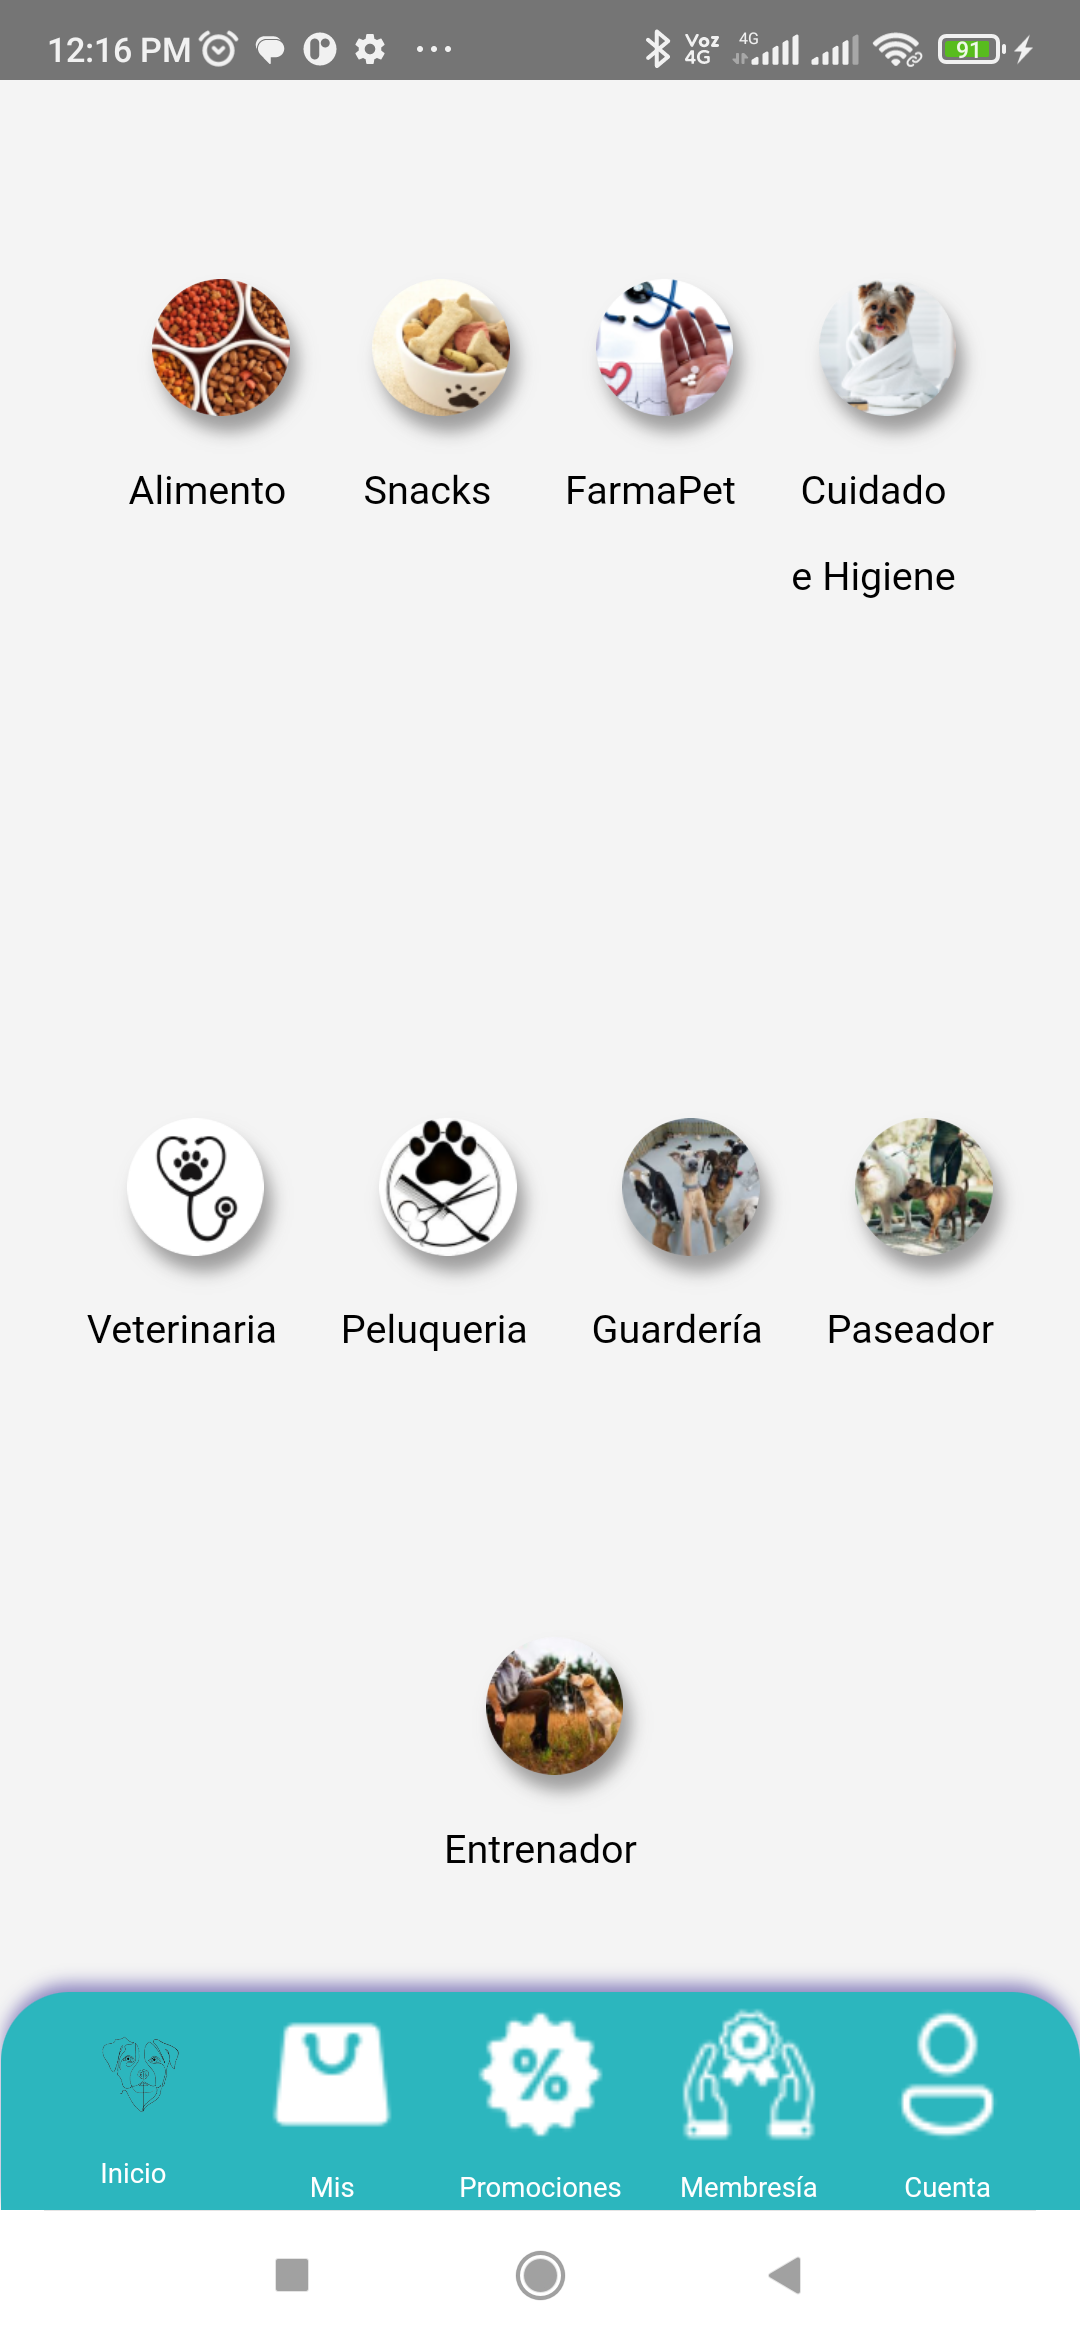 12:16 PM
Voz
4G
4G
91
Alimento
Snacks
FarmaPet
Cuidado
e Higiene
Veterinaria
Peluqueria
Guardería
Paseador
Entrenador
%
Inicio
Mis
Promociones
Membresía
Cuenta